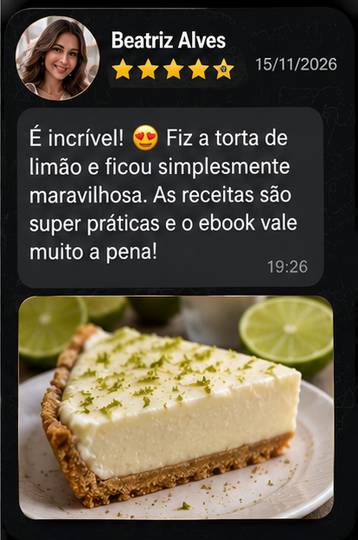 Beatriz Alves
15/11/2026
É incrível! 😍 Fiz a torta de
limão e ficou simplesmente
maravilhosa. As receitas são
super práticas e o ebook vale
muito a pena!
19:26